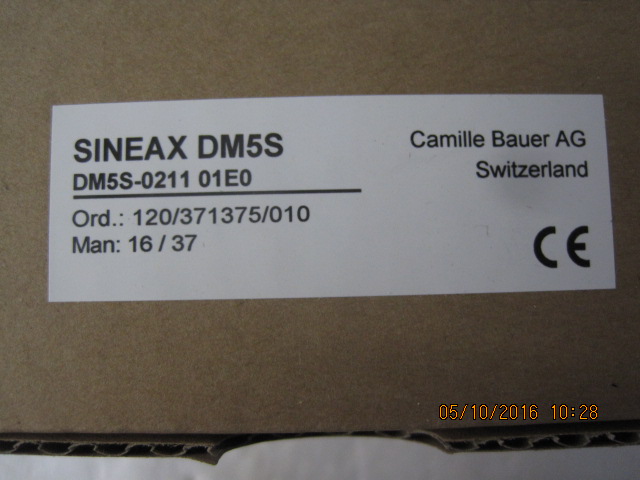 SINEAX DM5S
DM5S-0211 01E0
Ord.: 120/371375/010
Man: 16 / 37
Camille Bauer AG
Switzerland
CE
05/10/2016 10:28